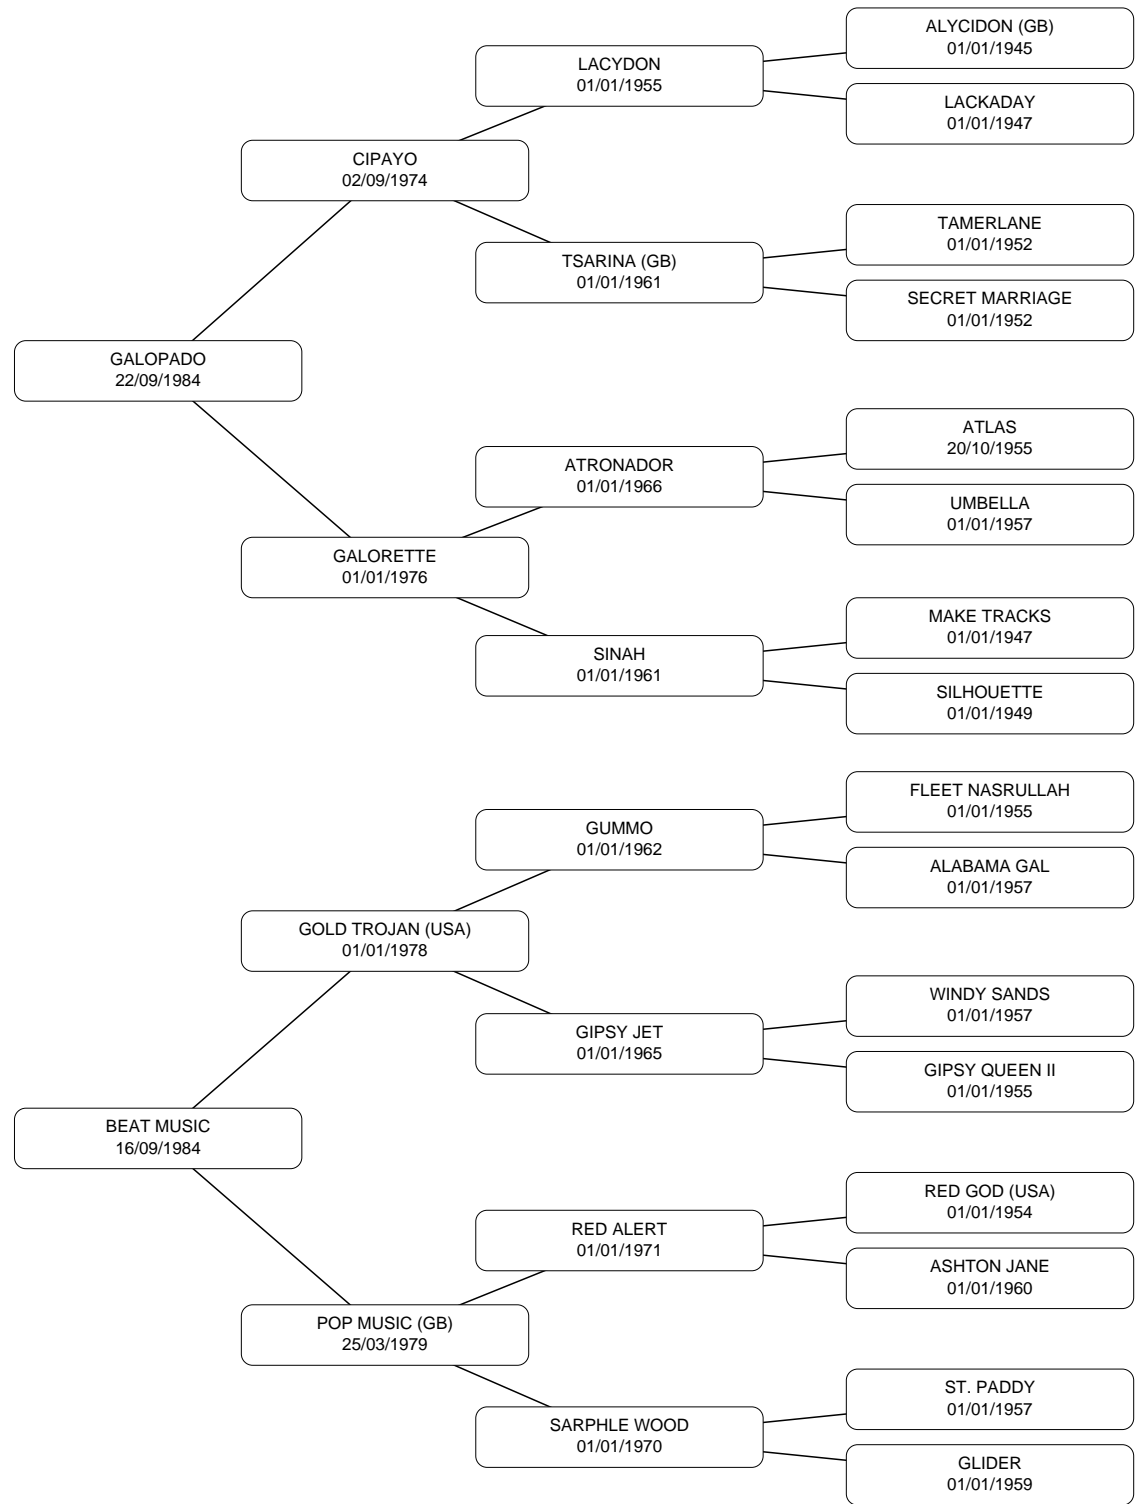 ALYCIDON (GB)
01/01/1945
LACYDON
01/01/1955
LACKADAY
01/01/1947
CIPAYO
02/09/1974
TAMERLANE
01/01/1952
TSARINA (GB)
01/01/1961
SECRET MARRIAGE
01/01/1952
GALOPADO
22/09/1984
ATLAS
20/10/1955
ATRONADOR
01/01/1966
UMBELLA
01/01/1957
GALORETTE
01/01/1976
MAKE TRACKS
01/01/1947
SINAH
01/01/1961
SILHOUETTE
01/01/1949
FLEET NASRULLAH
01/01/1955
GUMMO
01/01/1962
ALABAMA GAL
01/01/1957
GOLD TROJAN (USA)
01/01/1978
WINDY SANDS
01/01/1957
GIPSY JET
01/01/1965
GIPSY QUEEN II
01/01/1955
BEAT MUSIC
16/09/1984
RED GOD (USA)
01/01/1954
RED ALERT
01/01/1971
ASHTON JANE
01/01/1960
POP MUSIC (GB)
25/03/1979
ST. PADDY
01/01/1957
SARPHLE WOOD
01/01/1970
GLIDER
01/01/1959